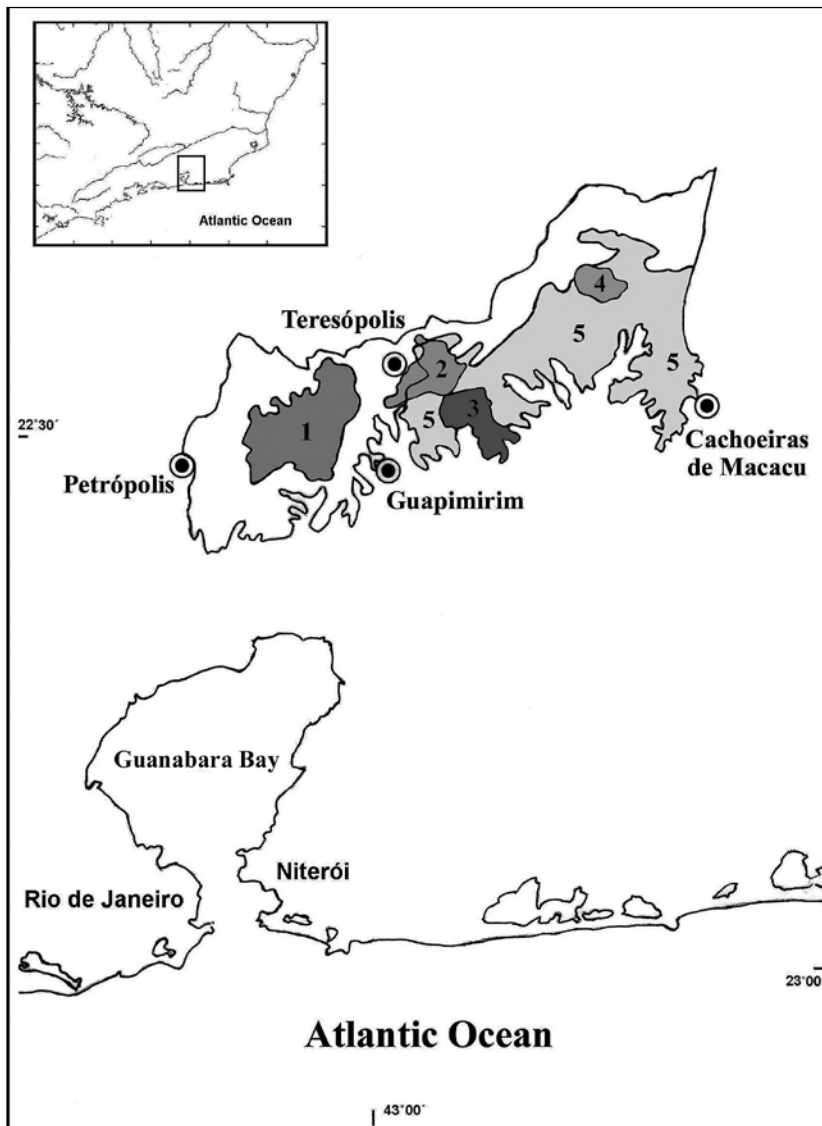 Atlantic Ocean
4
Teresópolis
5
2
5
3
5
1
22°30´
Cachoeiras
de Macacu
Petrópolis
Guapimirim
Guanabara Bay
Niterói
Rio de Janeiro
23°00´
Atlantic Ocean
43°00´